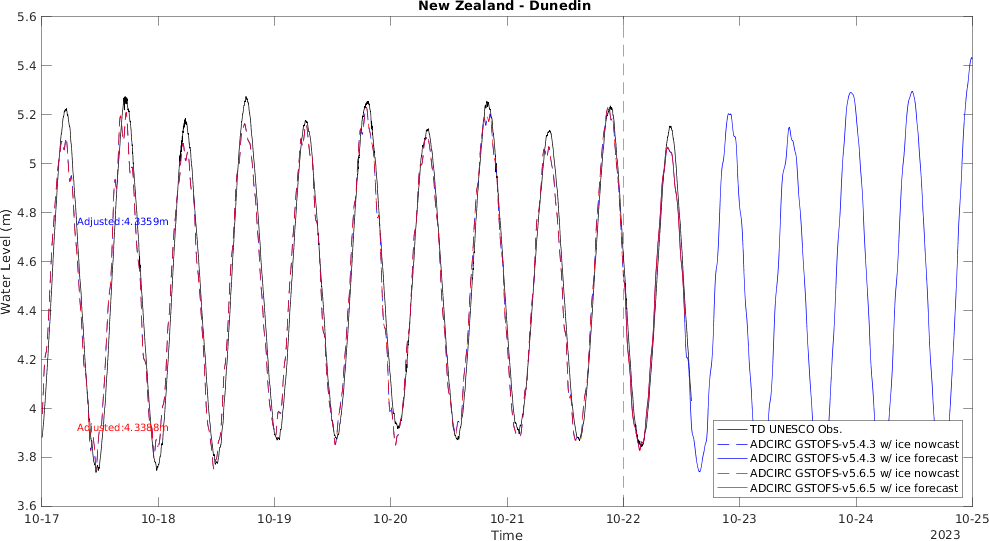 New Zealand - Dunedin
5.6
5.4
5.2
5
4.8
4.6
4.4
4.2
4
3.8
3.6
Water Level (m)
Adjusted:4.3359m
Adjusted:4.3388m
TD UNESCO Obs.
ADCIRC GSTOFS-v5.4.3 w/ ice nowcast
ADCIRC GSTOFS-v5.4.3 w/ ice forecast
ADCIRC GSTOFS-v5.6.5 w/ ice nowcast
ADCIRC GSTOFS-v5.6.5 w/ ice forecast
10-17 10-18 10-19 10-20 10-21 10-22 10-23 10-24 10-25
Time
2023